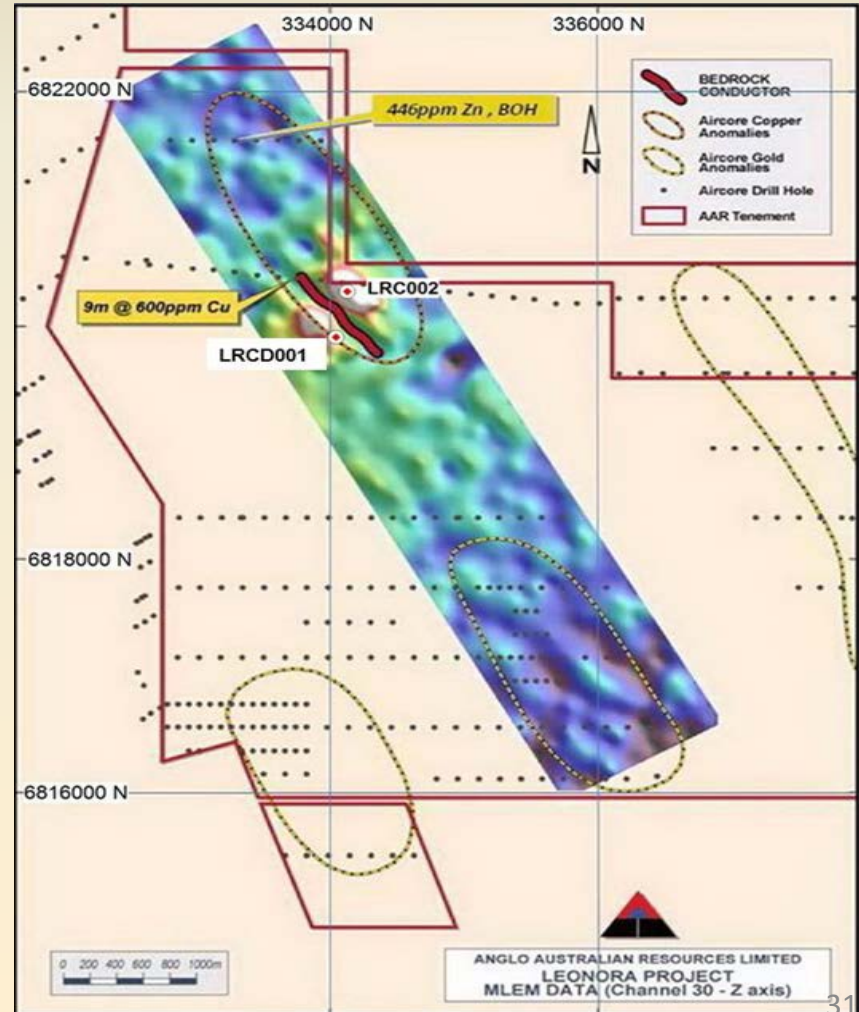 334000 N
336000 N
6822000 N
446ppm Zn , BOH
BEDROCK
CONDUCTOR
Aircore Copper
Anomalies
Aircore Gold
Anomalies
Aircore Drill Hole
AAR Tenement
N
LRC002
9m @ 600ppm Cu
LRCD001
6818000 N
6816000 N
0 200 400 600 800 1000m
ANGLO AUSTRALIAN RESOURCES LIMITED
LEONORA PROJECT
MLEM DATA (Channel 30 - Z axis)
31